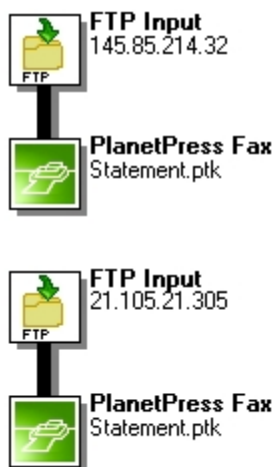 FTP Input
145.85.214.32
FTP
PlanetPress Fax
Statement.ptk
FTP Input
21.105.21.305
FTP
PlanetPress Fax
Statement.ptk